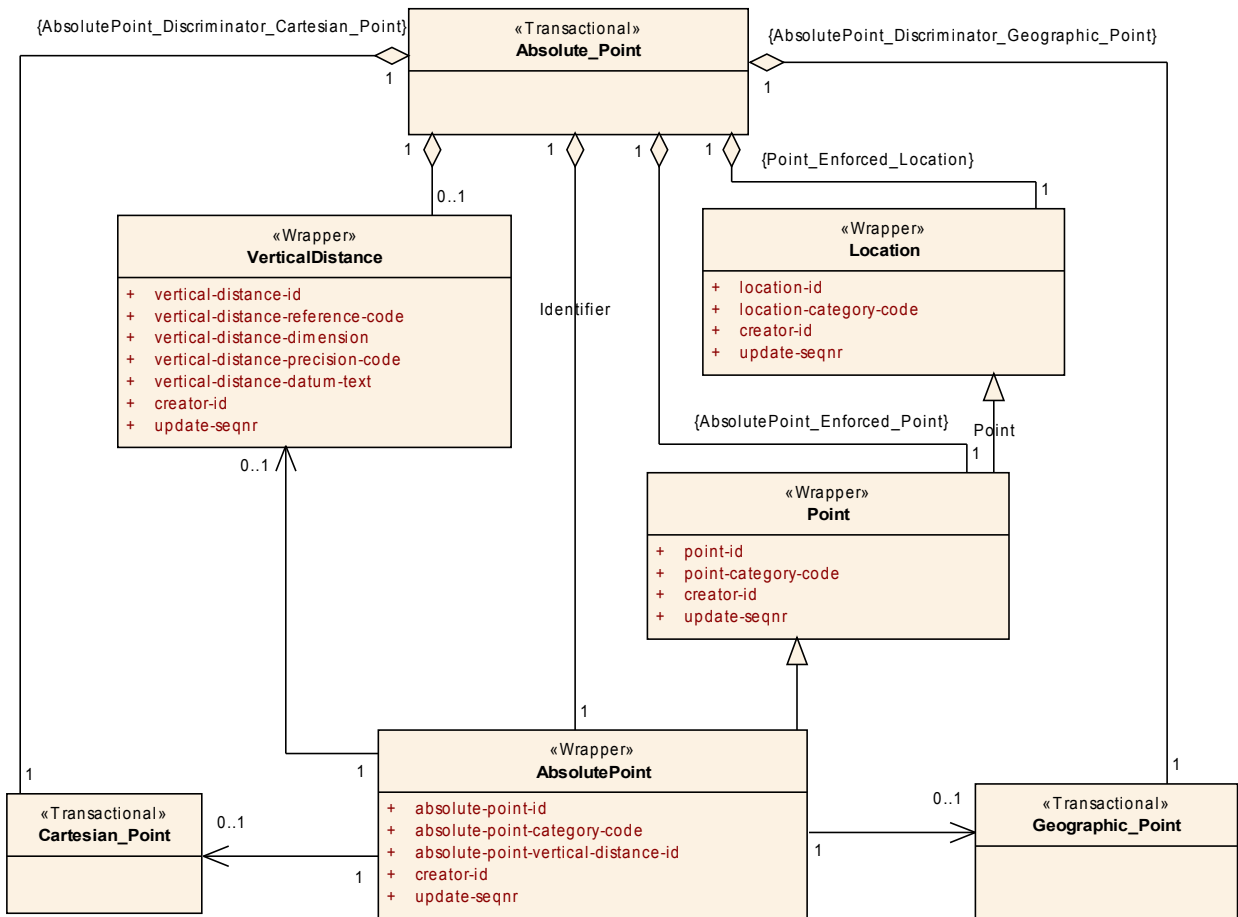 {AbsolutePoint_Discriminator_Cartesian_Point}
«Transactional»
Absolute_Point
{AbsolutePoint_Discriminator_Geographic_Point}
1
1
1
1
1
1
{Point_Enforced_Location}
0..1
1
«Wrapper»
VerticalDistance
+ vertical-distance-id
+ vertical-distance-reference-code
+ vertical-distance-dimension
+ vertical-distance-precision-code
+ vertical-distance-datum-text
+ creator-id
+ update-seqnr
«Wrapper»
Location
+ location-id
+ location-category-code
+ creator-id
+ update-seqnr
Identifier
{AbsolutePoint_Enforced_Point}
Point
1
0..1
«Wrapper»
Point
+ point-id
+ point-category-code
+ creator-id
+ update-seqnr
1
1
1
1
«Wrapper»
AbsolutePoint
+ absolute-point-id
+ absolute-point-category-code
+ absolute-point-vertical-distance-id
+ creator-id
+ update-seqnr
«Transactional»
Cartesian_Point
0..1
1
0..1
1
«Transactional»
Geographic_Point